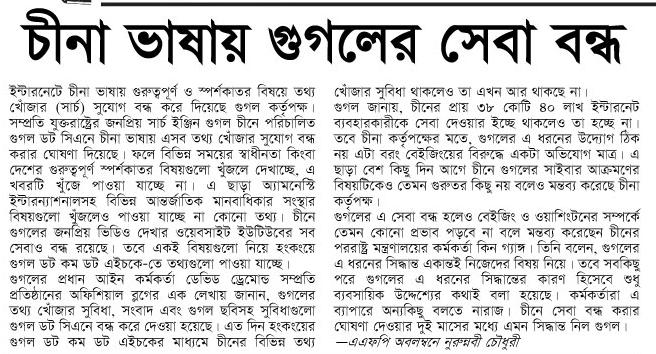 চীনা ভাষায় গুগলের সেবা বন্ধ
ইন্টারনেটে চীনা ভাষায় গুরুত্বপূর্ণ ও স্পর্শকাতর বিষয়ে তথ্য
খোঁজার (সার্চ) সুযোগ বন্ধ করে দিয়েছে গুগল কর্তৃপক্ষ।
সম্প্রতি যুক্তরাষ্ট্রের জনপ্রিয় সার্চ ইঞ্জিন গুগল চীনে পরিচালিত
গুগল ডট সিএনে চীনা ভাষায় এসব তথ্য খোঁজার সুযোগ বন্ধ
করার ঘোষণা দিয়েছে। ফলে বিভিন্ন সময়ের স্বাধীনতা কিংবা
দেশের গুরুত্বপূর্ণ স্পর্শকাতর বিষয়গুলো খুঁজলে দেখাচ্ছে, এ
খবরটি খুঁজে পাওয়া যাচ্ছে না। এ ছাড়া অ্যামনেস্টি
ইন্টারন্যাশনালসহ বিভিন্ন আন্তর্জাতিক মানবাধিকার সংস্থার
বিষয়গুলো খুঁজলেও পাওয়া যাচ্ছে না কোনো তথ্য। চীনে
গুগলের জনপ্রিয় ভিডিও দেখার ওয়েবসাইট ইউটিউবের সব
সেবাও বন্ধ রয়েছে। তবে একই বিষয়গুলো নিয়ে হংকংয়ে
গুগল ডট কম ডট এইচকে-তে তথ্যগুলো পাওয়া যাচ্ছে।
গুগলের প্রধান আইন কর্মকর্তা ডেভিড ড্রেমোন্ড সম্প্রতি
প্রতিষ্ঠানের অফিশিয়াল ব্লগের এক লেখায় জানান, গুগলের
তথ্য খোঁজার সুবিধা, সংবাদ এবং গুগল ছবিসহ সুবিধাগুলো
গুগল ডট সিএনে বন্ধ করে দেওয়া হয়েছে। এত দিন হংকংয়ের
গুগল ডট কম ডট এইচকের মাধ্যমে চীনের বিভিন্ন তথ্য
খোঁজার সুবিধা থাকলেও তা এখন আর থাকছে না।
গুগল জানায়, চীনের প্রায় ৩৮ কোটি ৪০ লাখ ইন্টারনেট
ব্যবহারকারীকে সেবা দেওয়ার ইচ্ছে থাকলেও তা হচ্ছে না।
তবে চীনা কর্তৃপক্ষের মতে, গুগলের এ ধরনের উদ্যোগ ঠিক
নয় এটা বরং বেইজিংয়ের বিরুদ্ধে একটা অভিযোগ মাত্র। এ
ছাড়া বেশ কিছু দিন আগে চীনে গুগলের সাইবার আক্রমণের
বিষয়টিকেও তেমন গুরুতর কিছু নয় বলেও মন্তব্য করেছে চীনা
কর্তৃপক্ষ।
গুগলের এ সেবা বন্ধ হলেও বেইজিং ও ওয়াশিংটনের সম্পর্কে
তেমন কোনো প্রভাব পড়বে না বলে মন্তব্য করেছেন চীনের
পররাষ্ট্র মন্ত্রণালয়ের কর্মকর্তা কিন গ্যাঙ্গ। তিনি বলেন, গুগলের
এ ধরনের সিদ্ধান্ত একান্তই নিজেদের বিষয় নিয়ে। তবে সবকিছু
পরে গুগলের এ ধরনের সিদ্ধান্তের কারণ হিসেবে শুধু
ব্যবসায়িক উদ্দেশ্যের কথাই বলা হয়েছে। কর্মকর্তারা এ
ব্যাপারে অন্যকিছু বলতে নারাজ। চীনে সেবা বন্ধ করার
ঘোষণা দেওয়ার দুই মাসের মধ্যে এমন সিদ্ধান্ত নিল গুগল।
—এএফপি অবলম্বনে নুরুন্নবী চৌধুরী